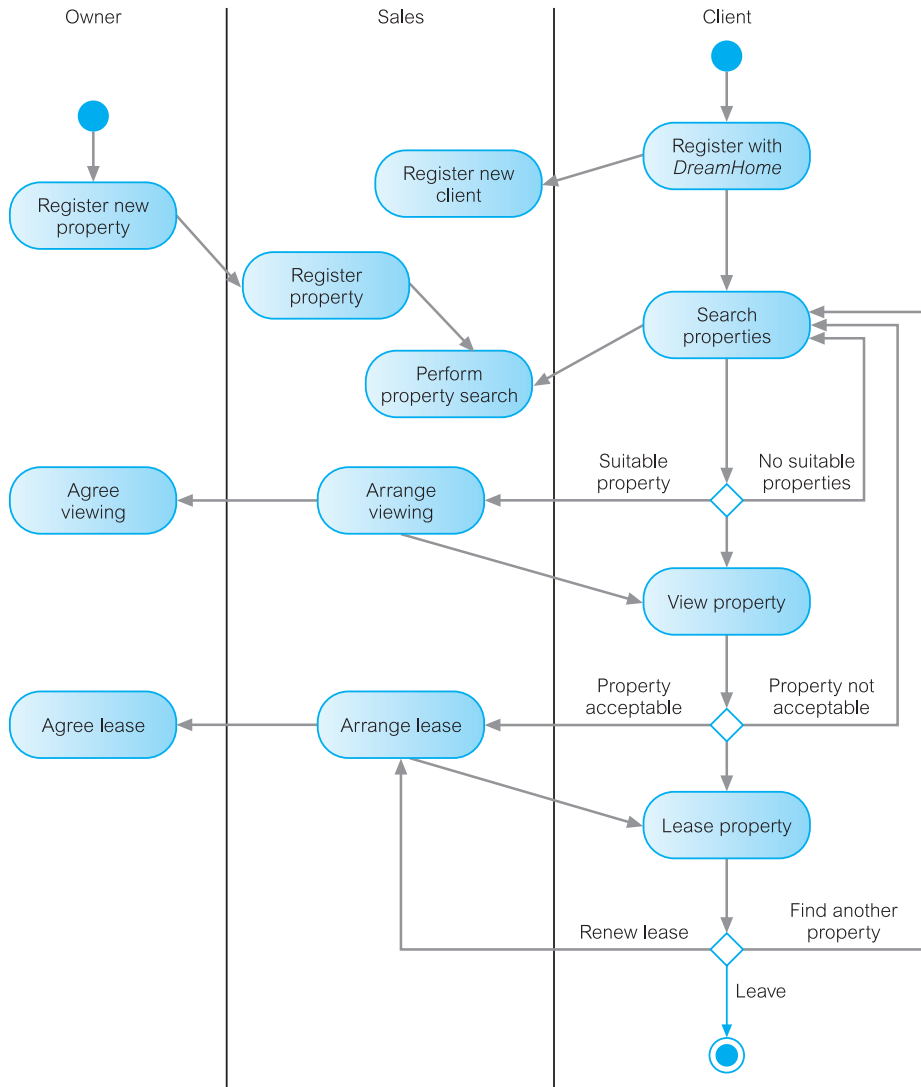 Owner
Sales
Client
Register with
DreamHome
Register new
client
Register new
property
Register
property
Search
properties
Perform
property search
Suitable
property
No suitable
properties
Agree
viewing
Arrange
viewing
View property
Property
acceptable
Property not
acceptable
Agree lease
Arrange lease
Lease property
Renew lease
Find another
property
Leave